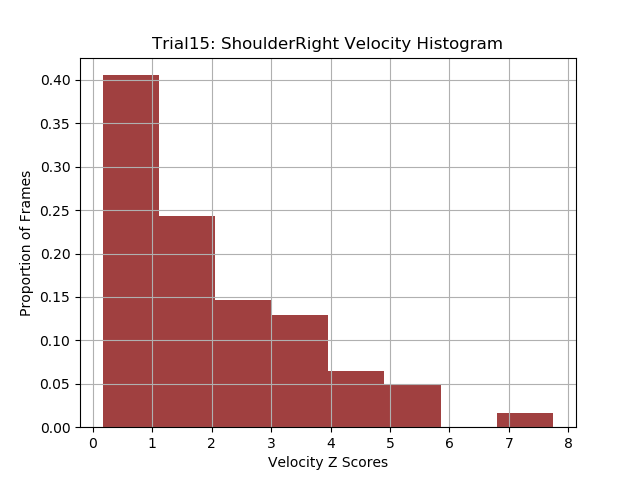 Trial15: ShoulderRight Velocity Histogram
0.40
0.35
0.30
0.25
0.20
0.15
0.10
0.05
0.00
Proportion of Frames
0 1 2 3 4 5 6 7 8
Velocity Z Scores